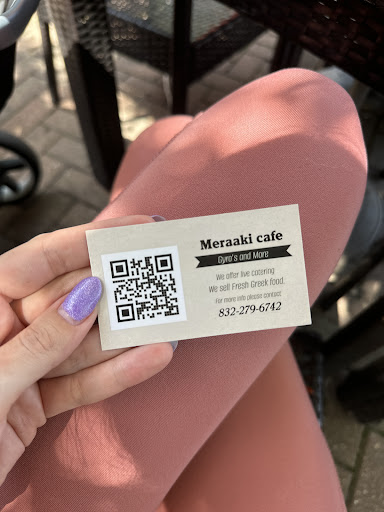 Meraaki cafe
Gyro's and More
We offer live catering
We sell Fresh Greek food.
For more info please contact
832-279-6742